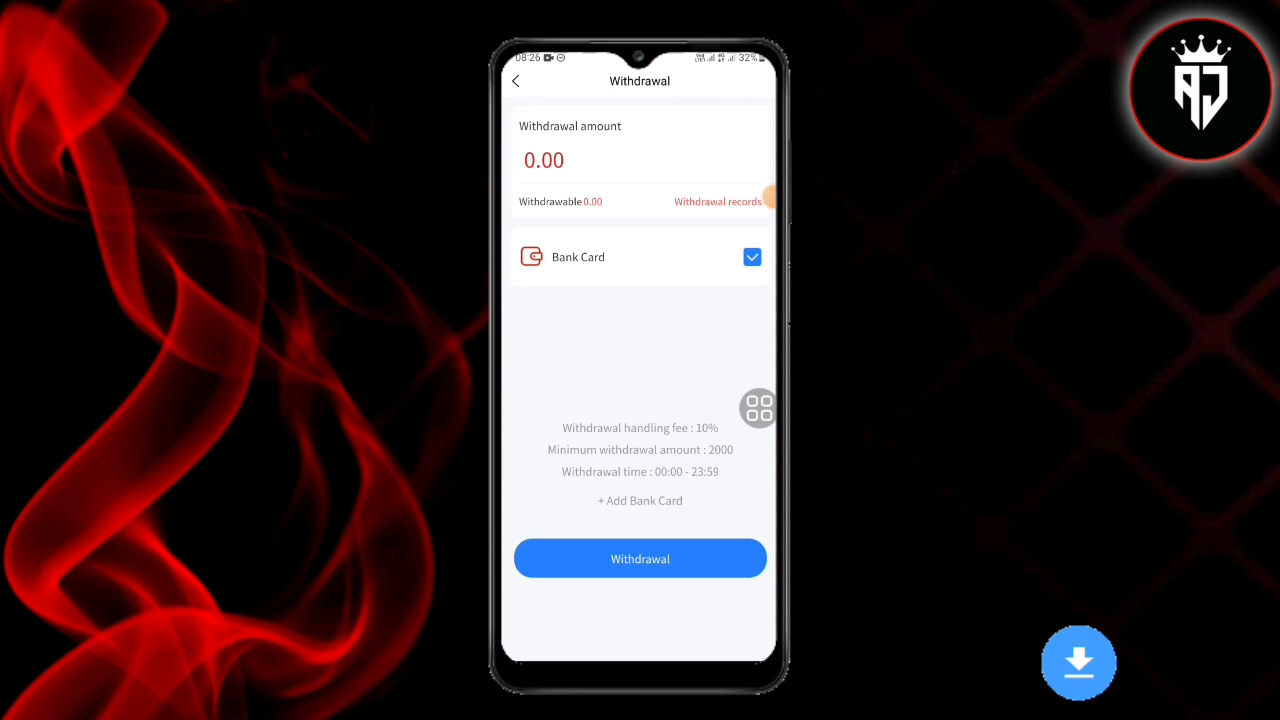 08:26 32%
Withdrawal
Withdrawal amount
0.00
Withdrawable 0.00 Withdrawal records
Bank Card
Withdrawal handling fee : 10%
Minimum withdrawal amount : 2000
Withdrawal time : 00:00 - 23:59
+ Add Bank Card
Withdrawal
AJ